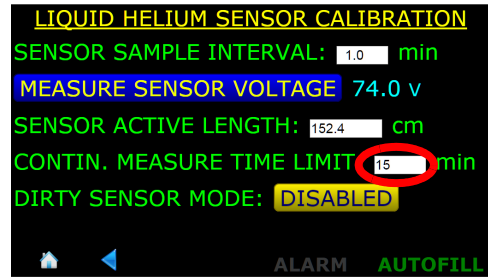 LIQUID HELIUM SENSOR CALIBRATION
SENSOR SAMPLE INTERVAL: 1.0 min
MEASURE SENSOR VOLTAGE 74.0 v
SENSOR ACTIVE LENGTH: 152.4 cm
CONTIN. MEASURE TIME LIMIT 15 min
DIRTY SENSOR MODE: DISABLED
ALARM AUTOFILL